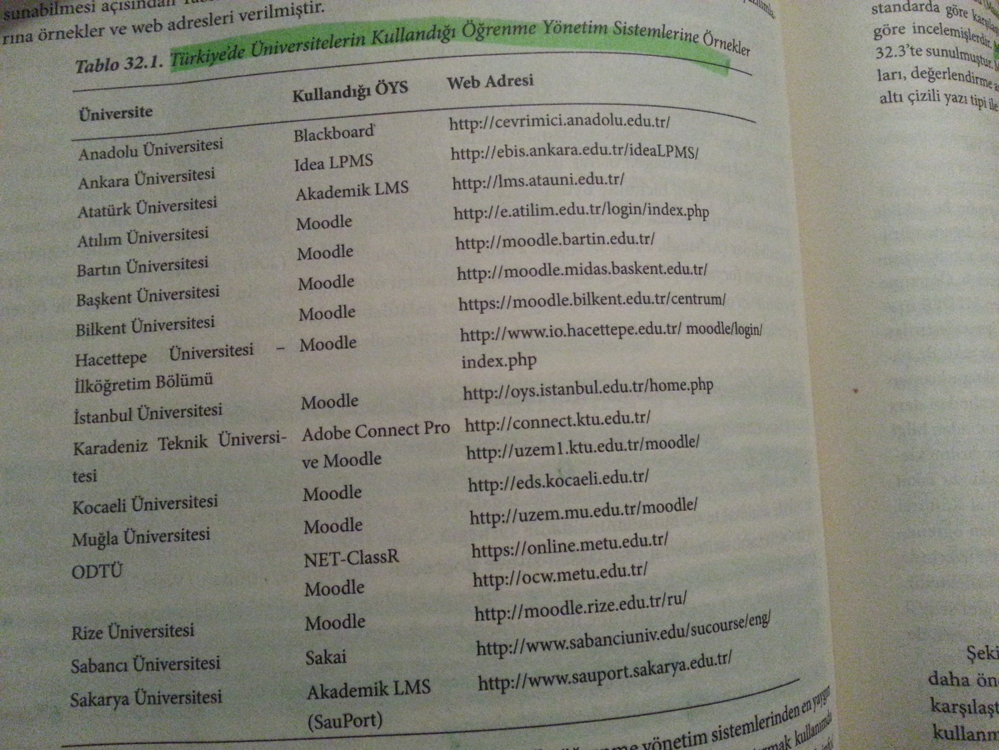 sunabilmesi açısından
rına örnekler ve web adresleri verilmiştir.
Tablo 32.1. Türkiye'de Üniversitelerin Kullandığı Öğrenme Yönetim Sistemlerine Örnekler
Üniversite Kullandığı ÖYS Web Adresi
Anadolu Üniversitesi Blackboard http://cevrimici.anadolu.edu.tr/
Ankara Üniversitesi Idea LPMS http://ebis.ankara.edu.tr/ideaLPMS/
Atatürk Üniversitesi Akademik LMS http://lms.atauni.edu.tr/
Atılım Üniversitesi Moodle http://e.atilim.edu.tr/login/index.php
Bartın Üniversitesi Moodle http://moodle.bartin.edu.tr/
Başkent Üniversitesi Moodle http://moodle.midas.baskent.edu.tr/
Bilkent Üniversitesi Moodle https://moodle.bilkent.edu.tr/centrum/
Hacettepe Üniversitesi – Moodle http://www.io.hacettepe.edu.tr/ moodle/login/
İlköğretim Bölümü index.php
İstanbul Üniversitesi Moodle http://oys.istanbul.edu.tr/home.php
Karadeniz Teknik Üniversi- Adobe Connect Pro http://connect.ktu.edu.tr/
tesi ve Moodle http://uzem1.ktu.edu.tr/moodle/
Kocaeli Üniversitesi Moodle http://eds.kocaeli.edu.tr/
Muğla Üniversitesi Moodle http://uzem.mu.edu.tr/moodle/
ODTÜ NET-ClassR https://online.metu.edu.tr/
Moodle http://ocw.metu.edu.tr/
Rize Üniversitesi Moodle http://moodle.rize.edu.tr/ru/
Sabancı Üniversitesi Sakai http://www.sabanciuniv.edu/sucourse/eng/
Sakarya Üniversitesi Akademik LMS http://www.sauport.sakarya.edu.tr/
(SauPort)
yönetim sistemlerinden en yaygın
kullanımda
standarda göre
göre incelemişlerdir.
32.3'te sunulmuştur.
ları, değerlendirme
altı çizili yazı tipi ile
Şeki
daha ön
karşılaşt
kullanm